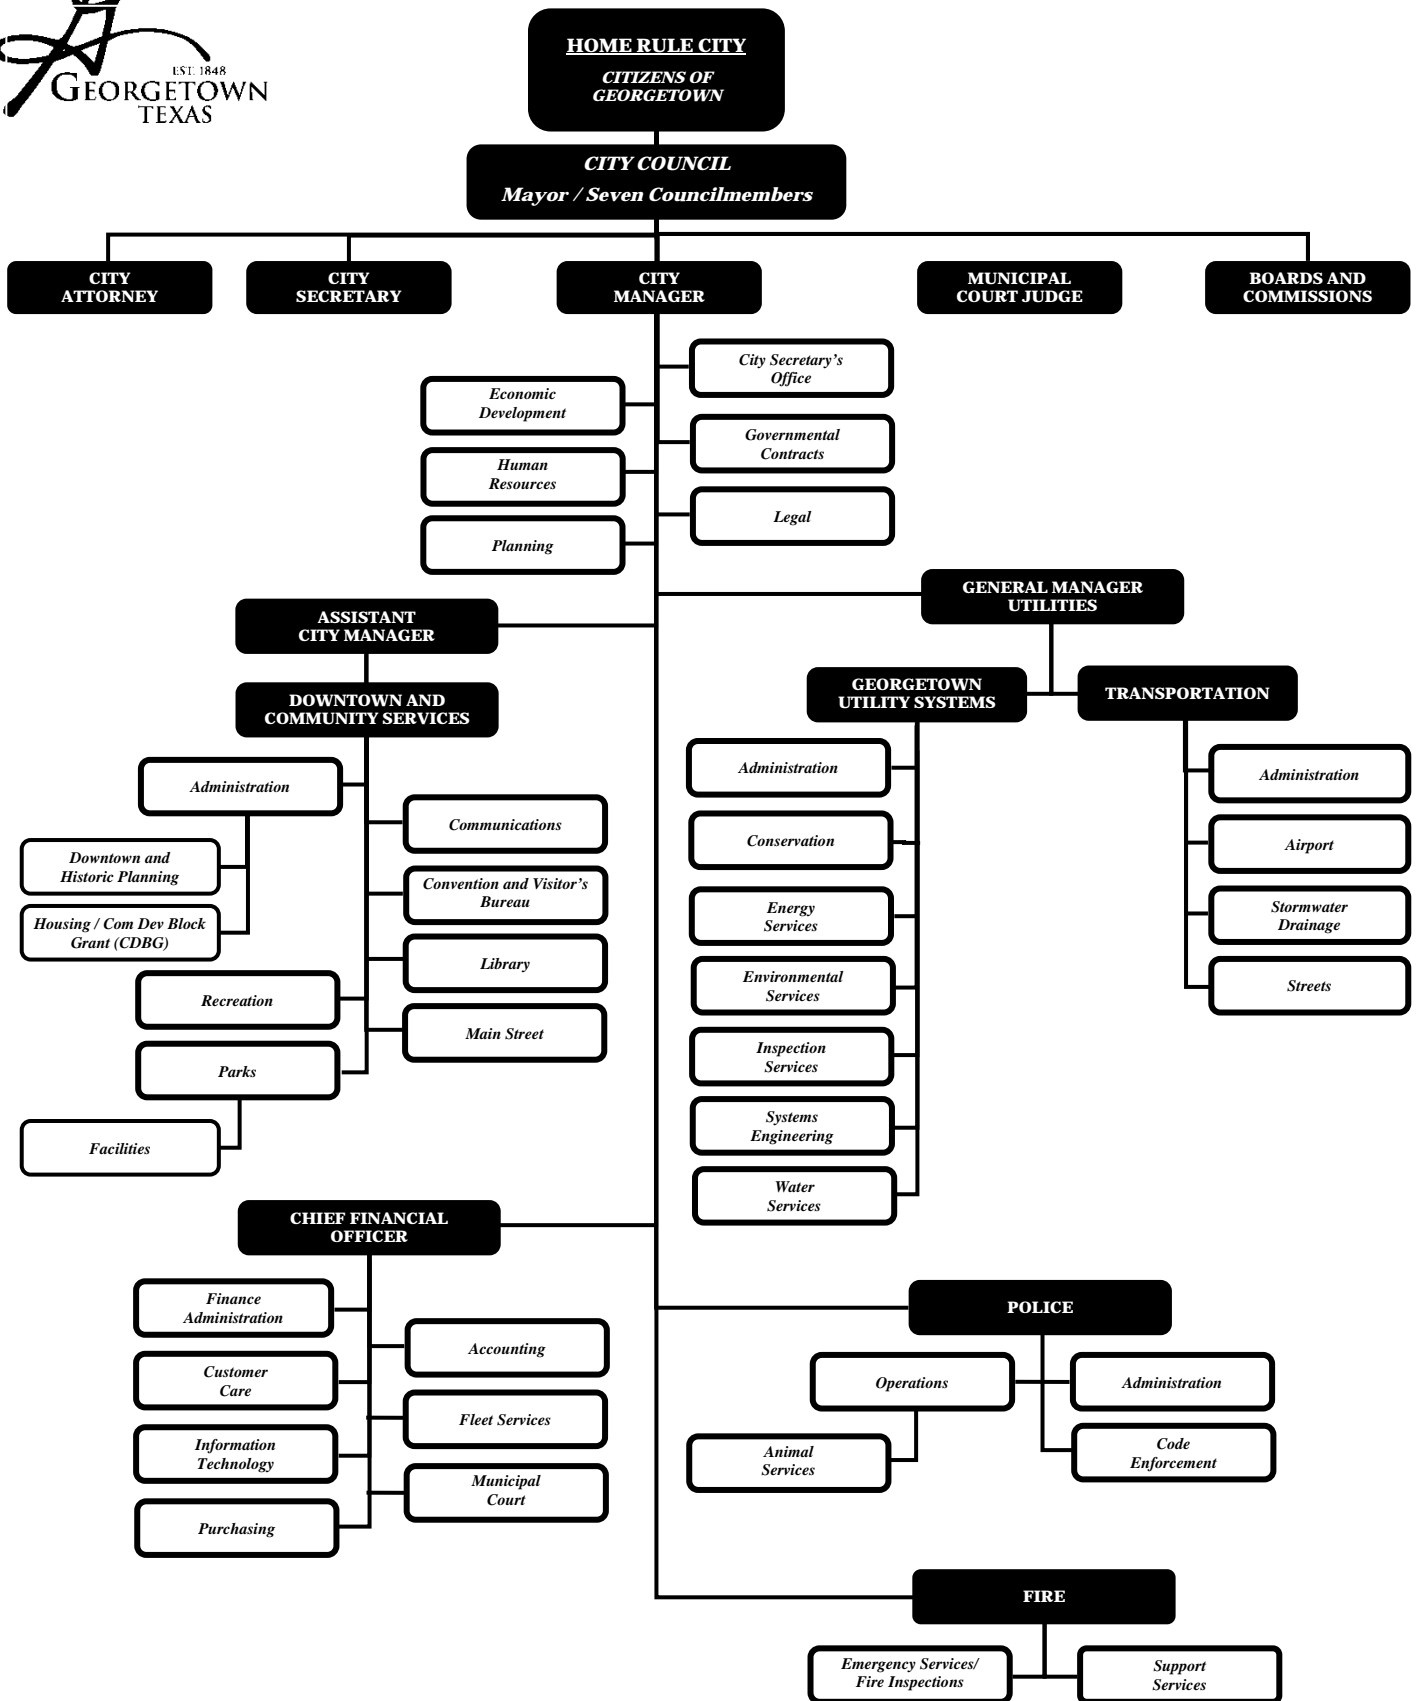 EST. 1848
GEORGETOWN
TEXAS
HOME RULE CITY
CITIZENS OF
GEORGETOWN
CITY COUNCIL
Mayor / Seven Councilmembers
CITY
ATTORNEY
CITY
SECRETARY
CITY
MANAGER
MUNICIPAL
COURT JUDGE
BOARDS AND
COMMISSIONS
City Secretary's
Office
Economic
Development
Governmental
Contracts
Human
Resources
Legal
Planning
GENERAL MANAGER
UTILITIES
ASSISTANT
CITY MANAGER
DOWNTOWN AND
COMMUNITY SERVICES
Administration
Communications
Downtown and
Historic Planning
Convention and Visitor's
Bureau
Housing / Com Dev Block
Grant (CDBG)
Library
Recreation
Main Street
Parks
Facilities
GEORGETOWN
UTILITY SYSTEMS
TRANSPORTATION
Administration
Conservation
Energy
Services
Environmental
Services
Inspection
Services
Systems
Engineering
Water
Services
Administration
Airport
Stormwater
Drainage
Streets
CHIEF FINANCIAL
OFFICER
Finance
Administration
Accounting
Customer
Care
Fleet Services
Information
Technology
Municipal
Court
Purchasing
POLICE
Operations
Administration
Animal
Services
Code
Enforcement
FIRE
Emergency Services/
Fire Inspections
Support
Services